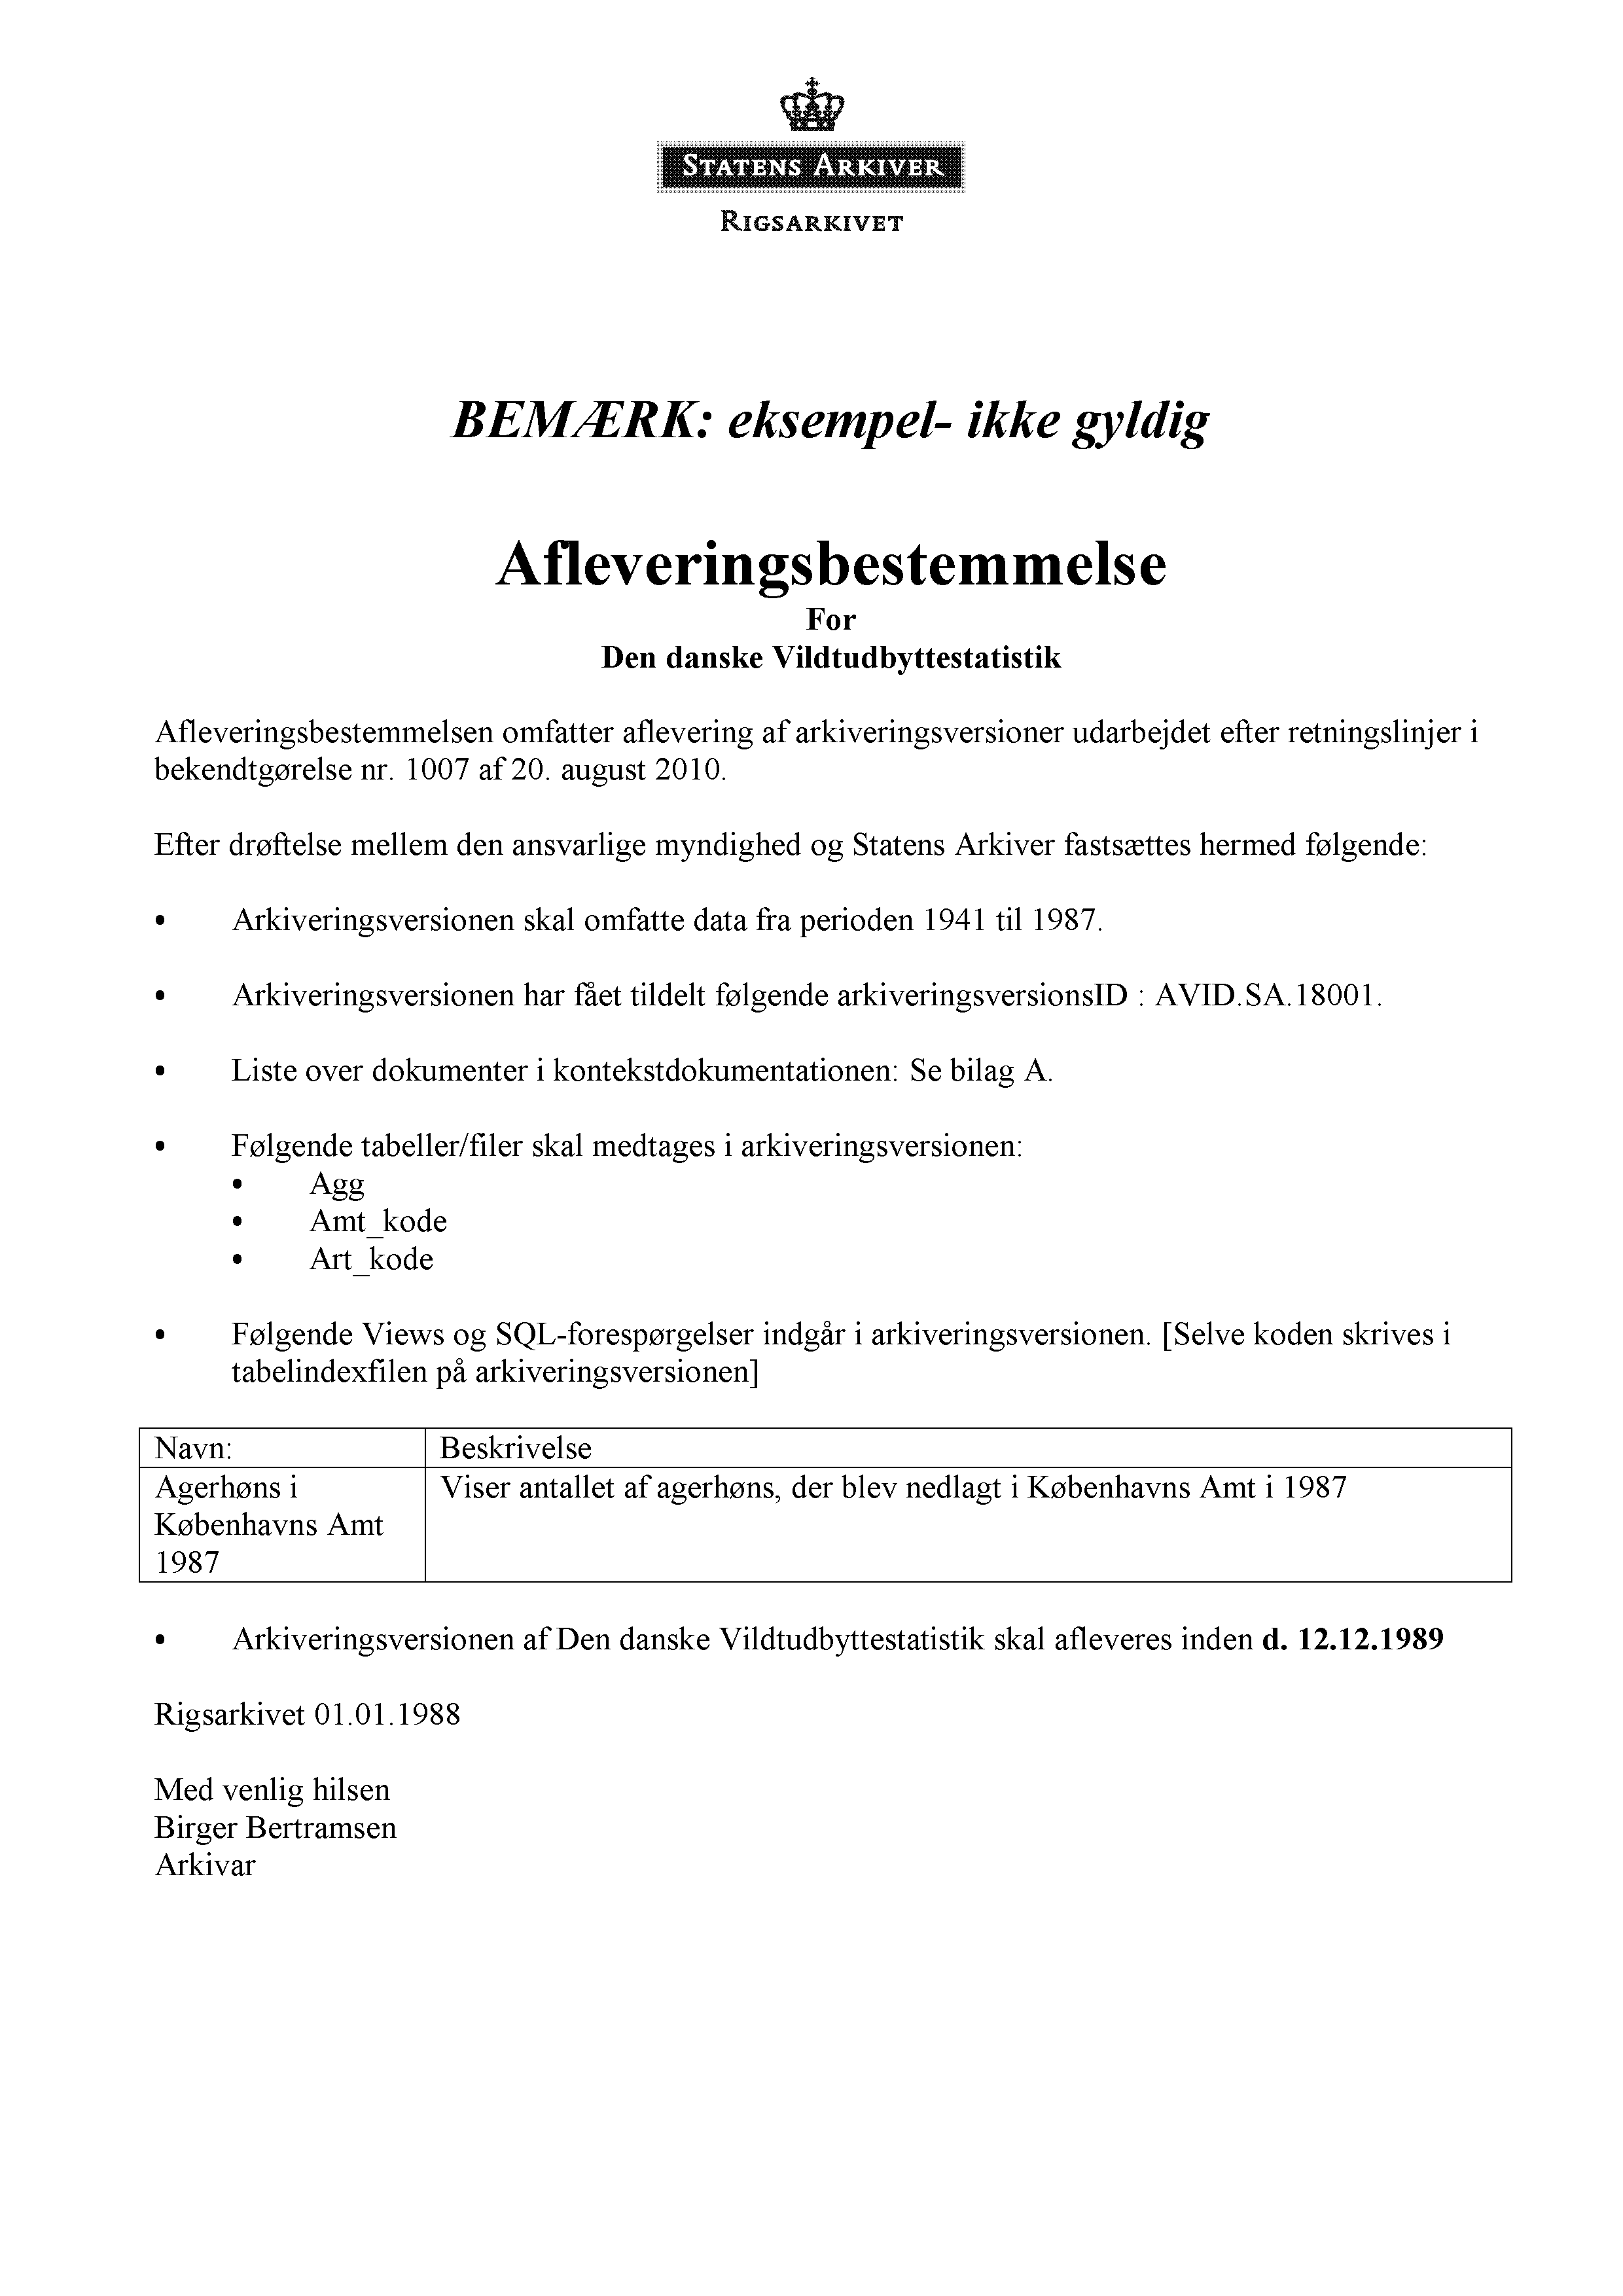 STATENS ARKIVER
RIGSARKIVET
BEMÆRK: eksempel- ikke gyldig
Afleveringsbestemmelse
For
Den danske Vildtudbyttestatistik
Afleveringsbestemmelsen omfatter aflevering af arkiveringsversioner udarbejdet efter retningslinjer i
bekendtgørelse nr. 1007 af 20. august 2010.
Efter drøftelse mellem den ansvarlige myndighed og Statens Arkiver fastsættes hermed følgende:
• Arkiveringsversionen skal omfatte data fra perioden 1941 til 1987.
• Arkiveringsversionen har fået tildelt følgende arkiveringsversionsID : AVID.SA.18001.
• Liste over dokumenter i kontekstdokumentationen: Se bilag A.
• Følgende tabeller/filer skal medtages i arkiveringsversionen:
• Agg
• Amt_kode
• Art_kode
• Følgende Views og SQL-forespørgelser indgår i arkiveringsversionen. [Selve koden skrives i
tabelindexfilen på arkiveringsversionen]
Navn: Beskrivelse
Agerhøns i Viser antallet af agerhøns, der blev nedlagt i Københavns Amt i 1987
Københavns Amt
1987
• Arkiveringsversionen af Den danske Vildtudbyttestatistik skal afleveres inden d. 12.12.1989
Rigsarkivet 01.01.1988
Med venlig hilsen
Birger Bertramsen
Arkivar